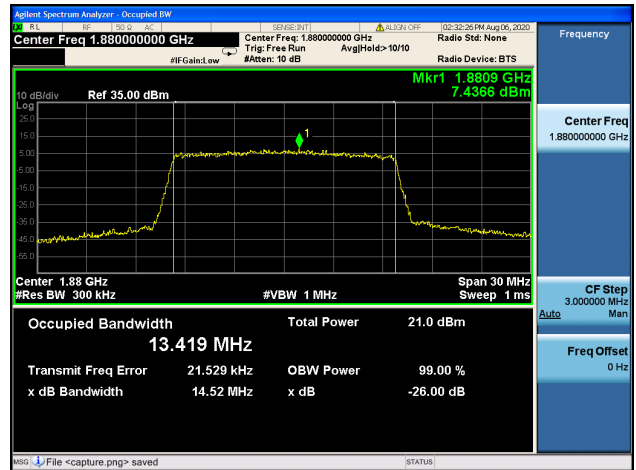 Agilent Spectrum Analyzer - Occupied BW
RL RF 50 Ω AC SENSE:INT ALIGN OFF 02:32:26 PM Aug 06, 2020
Center Freq 1.880000000 GHz
Center Freq: 1.880000000 GHz
Radio Std: None
Trig: Free Run Avg|Hold:>10/10
#IFGain:Low
#Atten: 10 dB
Radio Device: BTS
Mkr1 1.8809 GHz
7.4366 dBm
10 dB/div Ref 35.00 dBm
Log
25.0
15.0
5.00
-5.00
-15.0
-25.0
-35.0
-45.0
-55.0
1
Center 1.88 GHz
Span 30 MHz
#Res BW 300 kHz
#VBW 1 MHz
Sweep 1 ms
Occupied Bandwidth
Total Power 21.0 dBm
13.419 MHz
Transmit Freq Error 21.529 kHz
OBW Power 99.00 %
x dB Bandwidth 14.52 MHz
x dB -26.00 dB
MSG File <capture.png> saved
STATUS
Frequency
Center Freq
1.880000000 GHz
CF Step
3.000000 MHz
Auto Man
Freq Offset
0 Hz